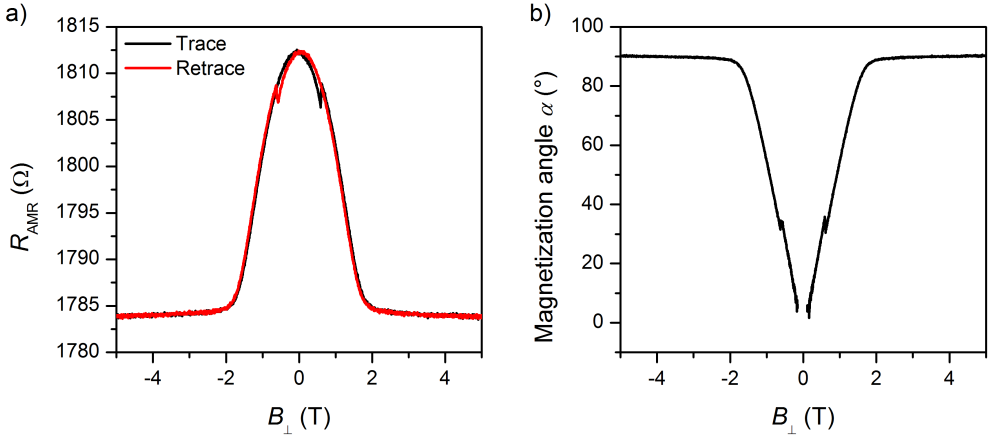 a)
R_AMR (Ω)
1815
1810
1805
1800
1795
1790
1785
1780
Trace
Retrace
-4 -2 0 2 4
B⊥ (T)
b)
Magnetization angle α (°)
100
80
60
40
20
0
-4 -2 0 2 4
B⊥ (T)